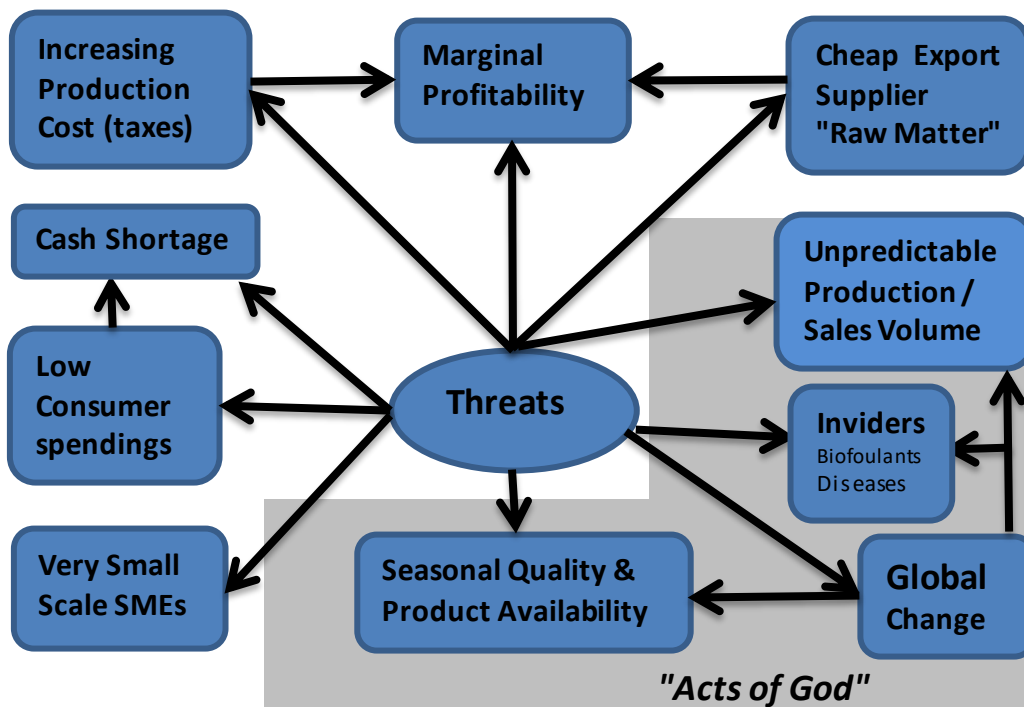 Increasing
Production
Cost (taxes)
Marginal
Profitability
Cheap Export
Supplier
"Raw Matter"
Cash Shortage
Unpredictable
Production /
Sales Volume
Low
Consumer
spendings
Threats
Inviders
Biofoulants
Diseases
Very Small
Scale SMEs
Seasonal Quality &
Product Availability
Global
Change
"Acts of God"